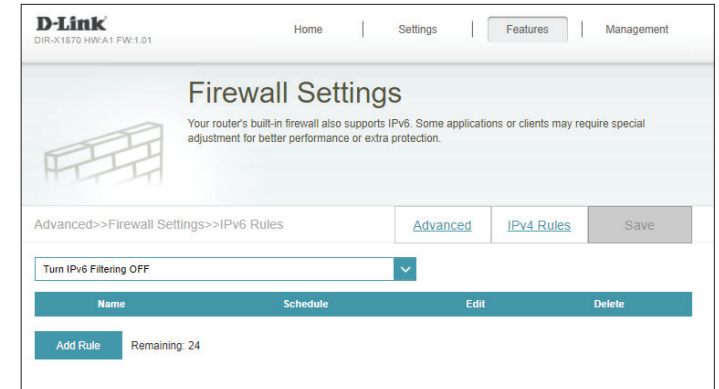 D-Link
DIR-X1870 HW:A1 FW:1.01
Home | Settings | Features | Management
Firewall Settings
Your router's built-in firewall also supports IPv6. Some applications or clients may require special
adjustment for better performance or extra protection.
Advanced>>Firewall Settings>>IPv6 Rules
Advanced
IPv4 Rules
Save
Turn IPv6 Filtering OFF
Name Schedule Edit Delete
Add Rule Remaining: 24